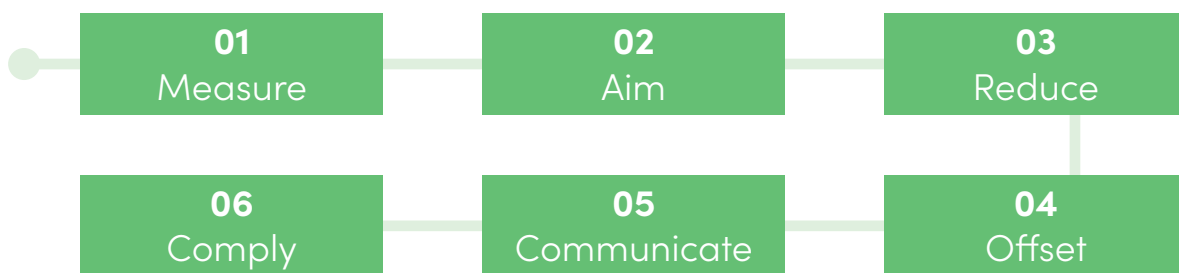 01
Measure
02
Aim
03
Reduce
04
Offset
05
Communicate
06
Comply